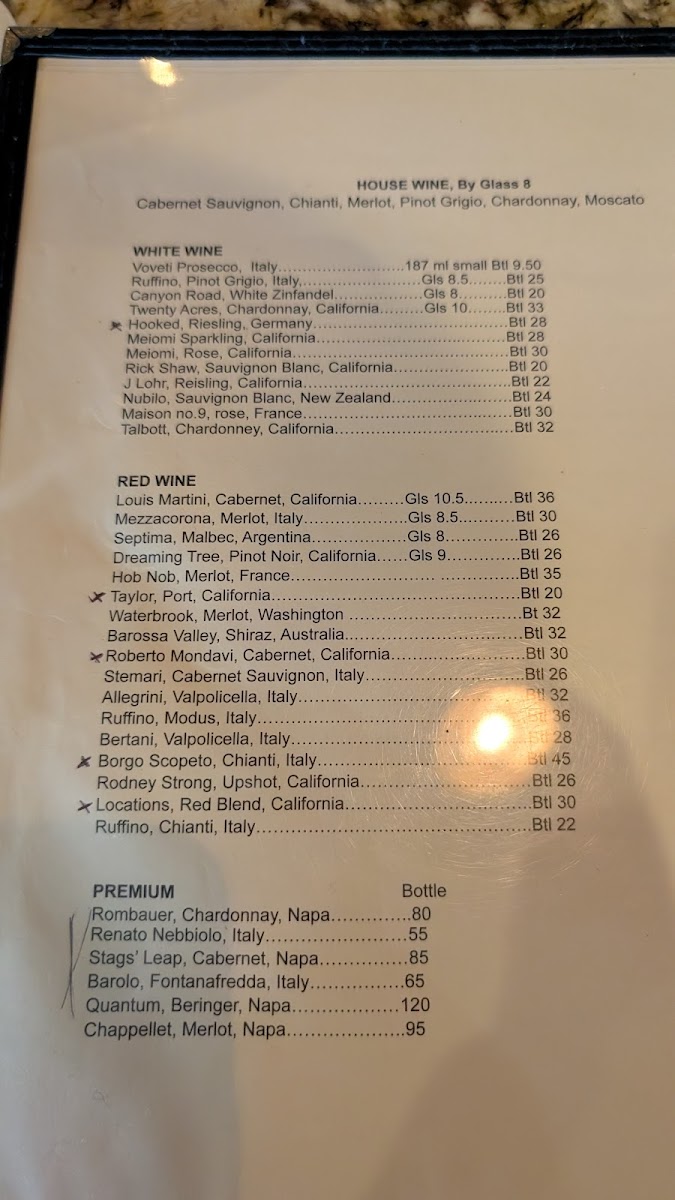 HOUSE WINE, By Glass 8
Cabernet Sauvignon, Chianti, Merlot, Pinot Grigio, Chardonnay, Moscato
WHITE WINE
Voveti Prosecco, Italy........................187 ml small Btl 9.50
Ruffino, Pinot Grigio, Italy,.......................Gls 8.5........Btl 25
Canyon Road, White Zinfandel.................Gls 8..........Btl 20
Twenty Acres, Chardonnay, California.........Gls 10.......Btl 33
Hooked, Riesling, Germany.......................................Btl 28
Meiomi Sparkling, California......................................Btl 28
Meiomi, Rose, California...........................................Btl 30
Rick Shaw, Sauvignon Blanc, California.......................Btl 20
J Lohr, Reisling, California.........................................Btl 22
Nubilo, Sauvignon Blanc, New Zealand.......................Btl 24
Maison no.9, rose, France.........................................Btl 30
Talbott, Chardonney, California..................................Btl 32
RED WINE
Louis Martini, Cabernet, California.........Gls 10.5..........Btl 36
Mezzacorona, Merlot, Italy....................Gls 8.5...........Btl 30
Septima, Malbec, Argentina..................Gls 8..............Btl 26
Dreaming Tree, Pinot Noir, California......Gls 9..............Btl 26
Hob Nob, Merlot, France........................ ................Btl 35
Taylor, Port, California................................................Btl 20
Waterbrook, Merlot, Washington .................................Bt 32
Barossa Valley, Shiraz, Australia..................................Btl 32
Roberto Mondavi, Cabernet, California..........................Btl 30
Stemari, Cabernet Sauvignon, Italy...............................Btl 26
Allegrini, Valpolicella, Italy...........................................Btl 32
Ruffino, Modus, Italy..................................................Btl 36
Bertani, Valpolicella, Italy............................................Btl 28
Borgo Scopeto, Chianti, Italy.......................................Btl 45
Rodney Strong, Upshot, California................................Btl 26
Locations, Red Blend, California...................................Btl 30
Ruffino, Chianti, Italy..................................................Btl 22
PREMIUM Bottle
Rombauer, Chardonnay, Napa..............80
Renato Nebbiolo, Italy..........................55
Stags' Leap, Cabernet, Napa................85
Barolo, Fontanafredda, Italy.................65
Quantum, Beringer, Napa....................120
Chappellet, Merlot, Napa......................95